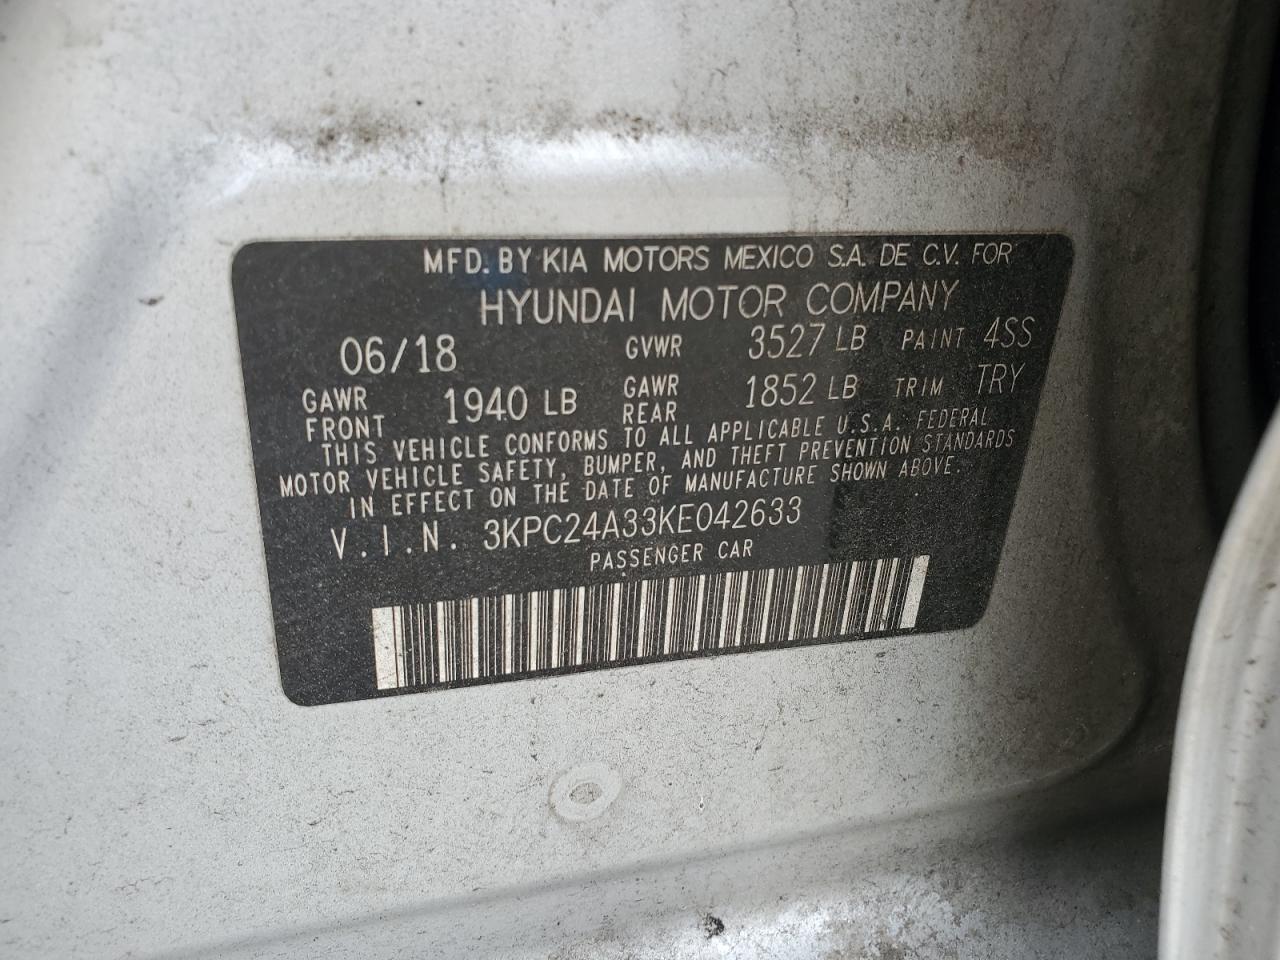 MFD. BY KIA MOTORS MEXICO S.A. DE C.V. FOR
HYUNDAI MOTOR COMPANY
06/18 GVWR 3527 LB PAINT 4SS
GAWR FRONT 1940 LB GAWR REAR 1852 LB TRIM TRY
THIS VEHICLE CONFORMS TO ALL APPLICABLE U.S.A. FEDERAL
MOTOR VEHICLE SAFETY, BUMPER, AND THEFT PREVENTION STANDARDS
IN EFFECT ON THE DATE OF MANUFACTURE SHOWN ABOVE.
V.I.N. 3KPC24A33KE042633
PASSENGER CAR